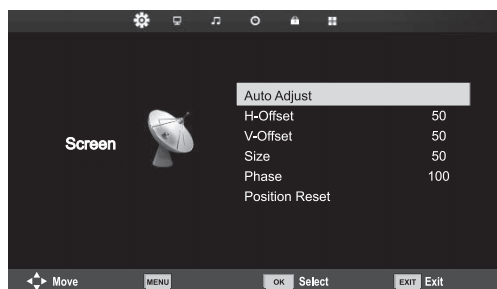 Auto Adjust
H-Offset 50
V-Offset 50
Screen
Size 50
Phase 100
Position Reset
Move MENU OK Select EXIT Exit